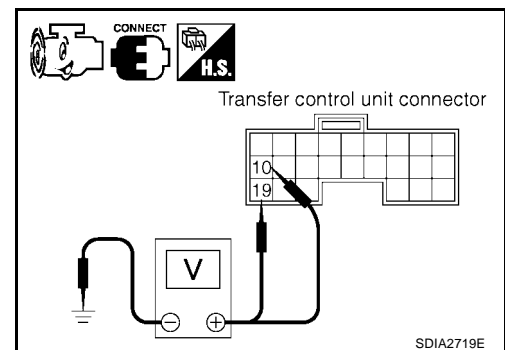 CONNECT
H.S.
Transfer control unit connector
10
19
V
− +
SDIA2719E